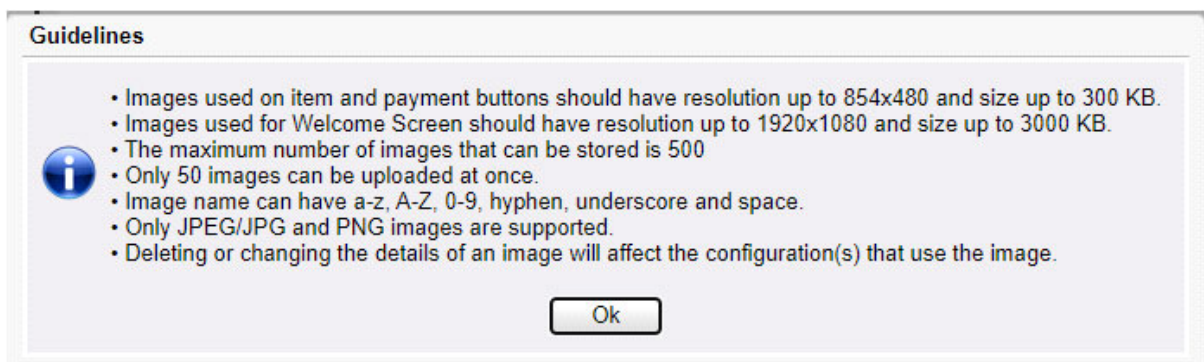 Guidelines
• Images used on item and payment buttons should have resolution up to 854x480 and size up to 300 KB.
• Images used for Welcome Screen should have resolution up to 1920x1080 and size up to 3000 KB.
• The maximum number of images that can be stored is 500
• Only 50 images can be uploaded at once.
• Image name can have a-z, A-Z, 0-9, hyphen, underscore and space.
• Only JPEG/JPG and PNG images are supported.
• Deleting or changing the details of an image will affect the configuration(s) that use the image.
Ok